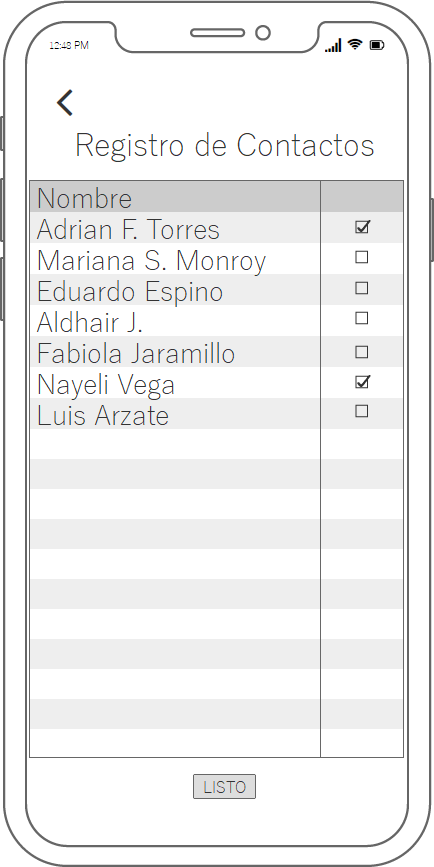 12:48 PM
Registro de Contactos
Nombre
Adrian F. Torres
Mariana S. Monroy
Eduardo Espino
Aldhair J.
Fabiola Jaramillo
Nayeli Vega
Luis Arzate
LISTO